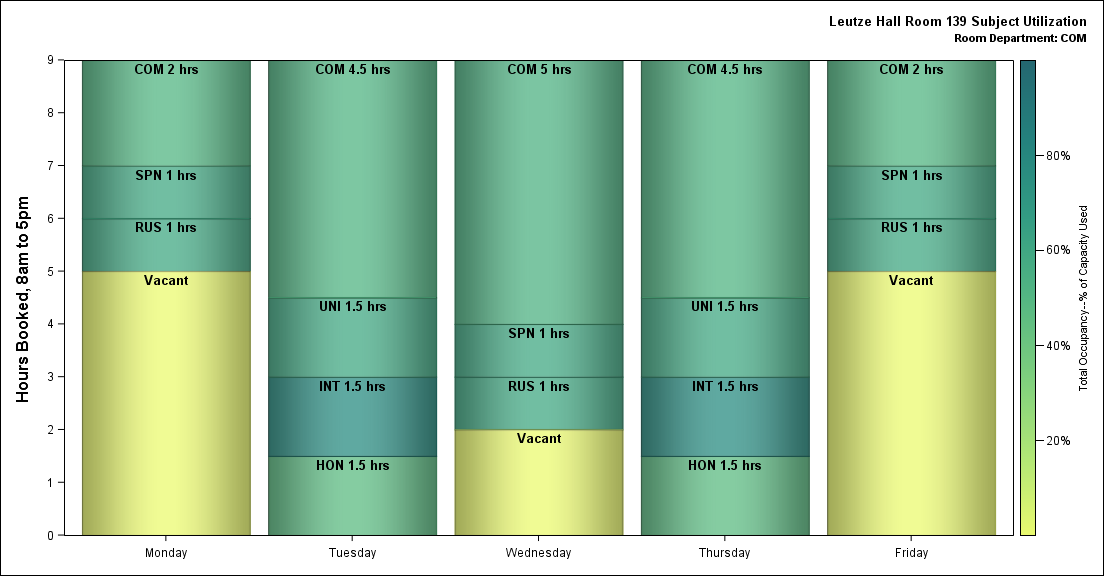 Leutze Hall Room 139 Subject Utilization
Room Department: COM
Hours Booked, 8am to 5pm
9
8
7
6
5
4
3
2
1
0
COM 2 hrs
SPN 1 hrs
RUS 1 hrs
Vacant
COM 4.5 hrs
UNI 1.5 hrs
INT 1.5 hrs
HON 1.5 hrs
COM 5 hrs
SPN 1 hrs
RUS 1 hrs
Vacant
COM 4.5 hrs
UNI 1.5 hrs
INT 1.5 hrs
HON 1.5 hrs
COM 2 hrs
SPN 1 hrs
RUS 1 hrs
Vacant
Monday
Tuesday
Wednesday
Thursday
Friday
80%
60%
40%
20%
Total Occupancy--% of Capacity Used